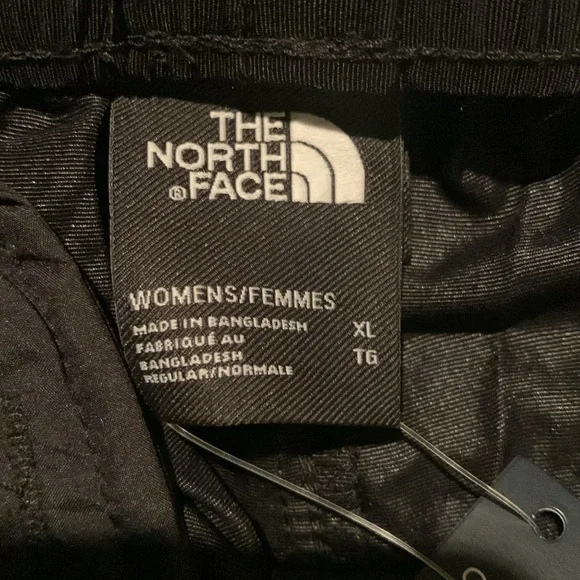 THE
NORTH
® FACE
WOMENS/FEMMES
MADE IN BANGLADESH XL
FABRIQUÉ AU TG
BANGLADESH
REGULAR/NORMALE